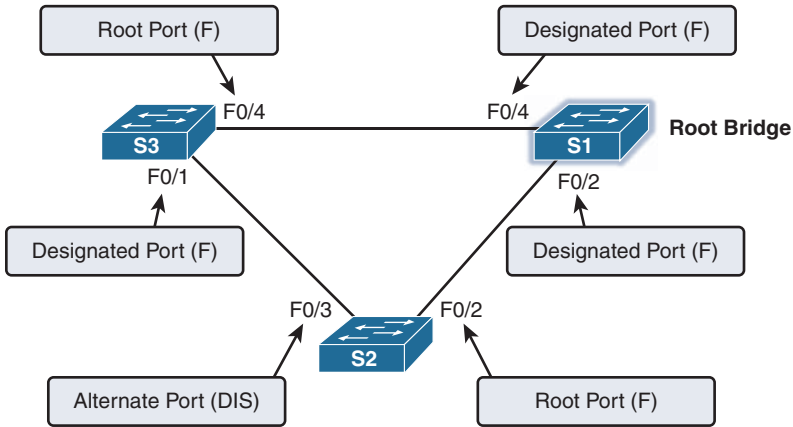 Root Port (F)
Designated Port (F)
F0/4
F0/4
S3
S1
Root Bridge
F0/1
F0/2
Designated Port (F)
Designated Port (F)
F0/3
F0/2
S2
Alternate Port (DIS)
Root Port (F)